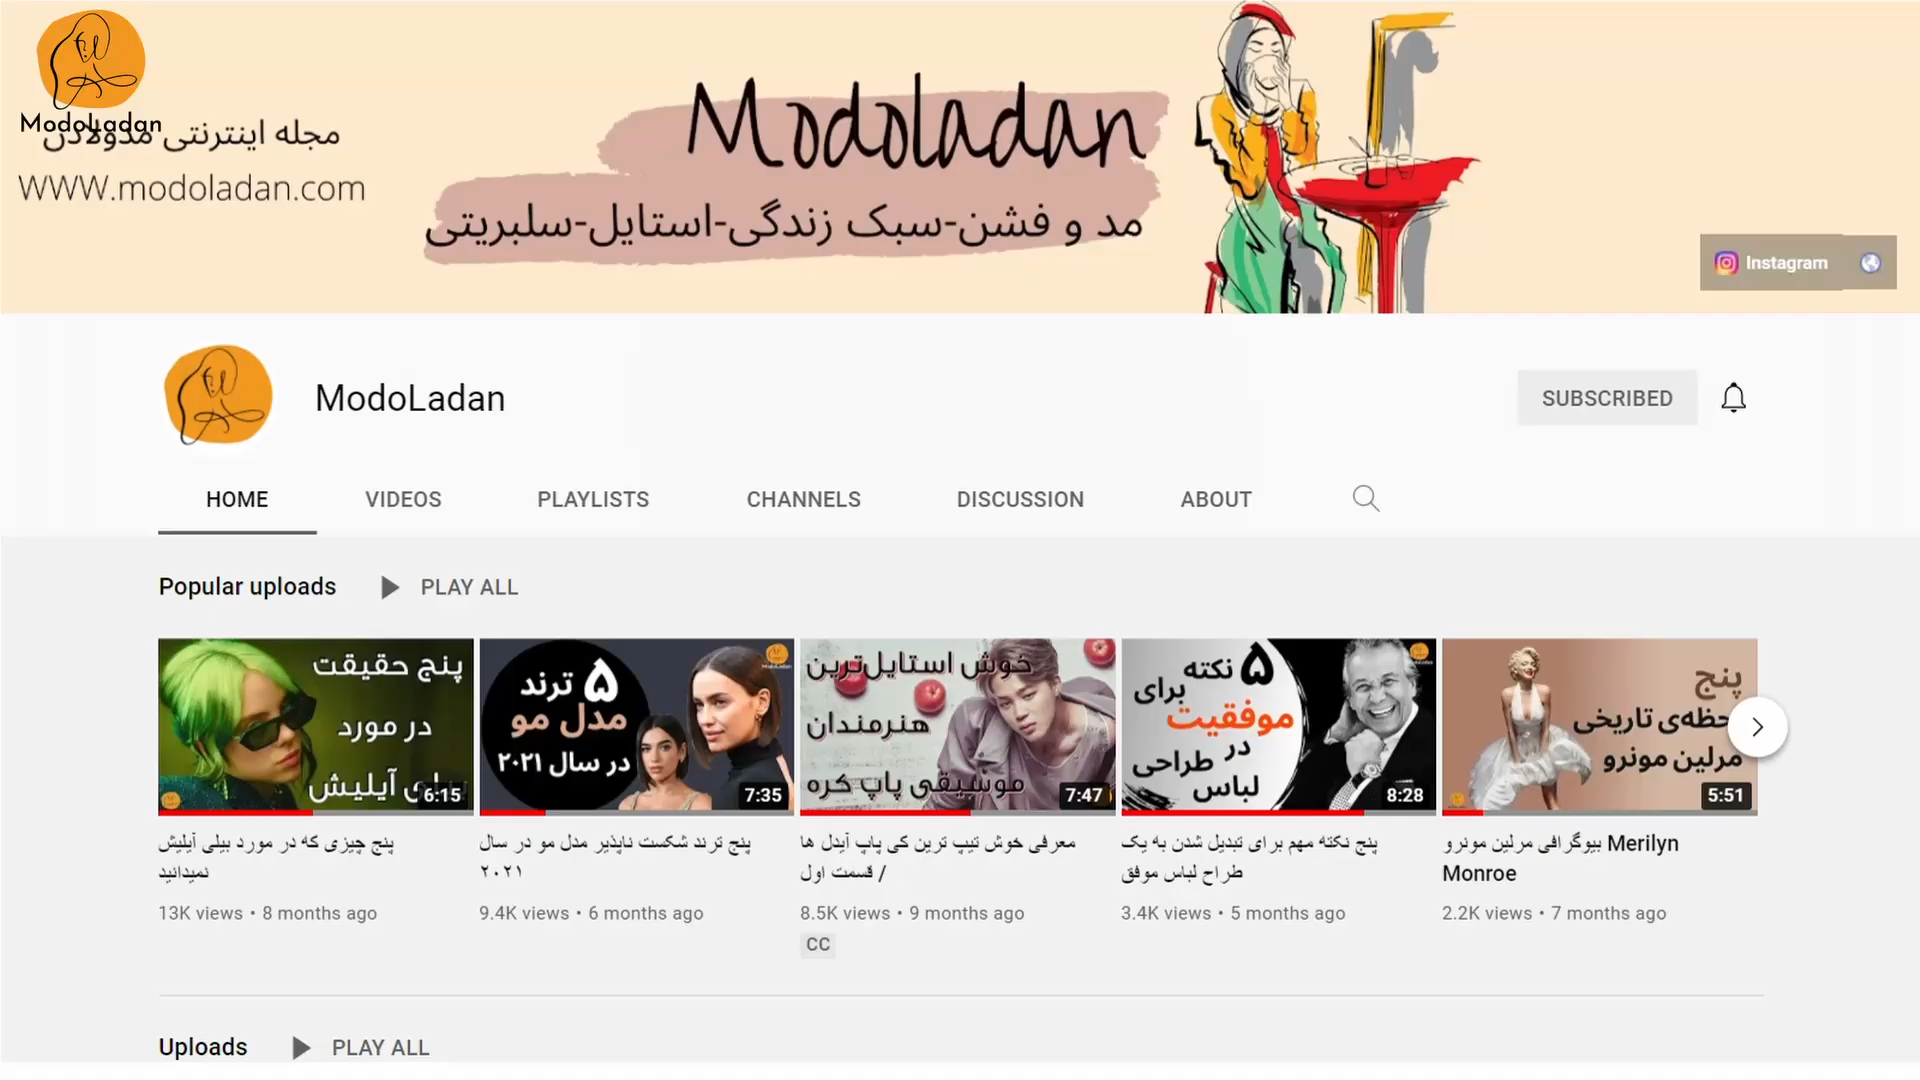 ModoLadan
مجله اینترنتی مدولادن
WWW.modoladan.com
Modoladan
مد و فشن-سبک زندگی-استایل-سلبریتی
Instagram
ModoLadan
SUBSCRIBED
HOME
VIDEOS
PLAYLISTS
CHANNELS
DISCUSSION
ABOUT
Popular uploads
PLAY ALL
پنج حقیقت
در مورد
آیلیش
6:15
۵ ترند
مدل مو
در سال ۲۰۲۱
7:35
خوش استایل‌ترین
هنرمندان
موسیقی پاپ کره
7:47
۵ نکته
برای
موفقیت
در
طراحی
لباس
8:28
پنج
تاریخی
مرلین مونرو
5:51
پنج چیزی که در مورد بیلی آیلیش
نمیدانید
13K views • 8 months ago
پنج ترند شکست ناپذیر مدل مو در سال
۲۰۲۱
9.4K views • 6 months ago
معرفی خوش تیپ ترین کی پاپ آیدل ها
/ قسمت اول
8.5K views • 9 months ago
CC
پنج نکته مهم برای تبدیل شدن به یک
طراح لباس موفق
3.4K views • 5 months ago
بیوگرافی مرلین مونرو Merilyn
Monroe
2.2K views • 7 months ago
Uploads
PLAY ALL